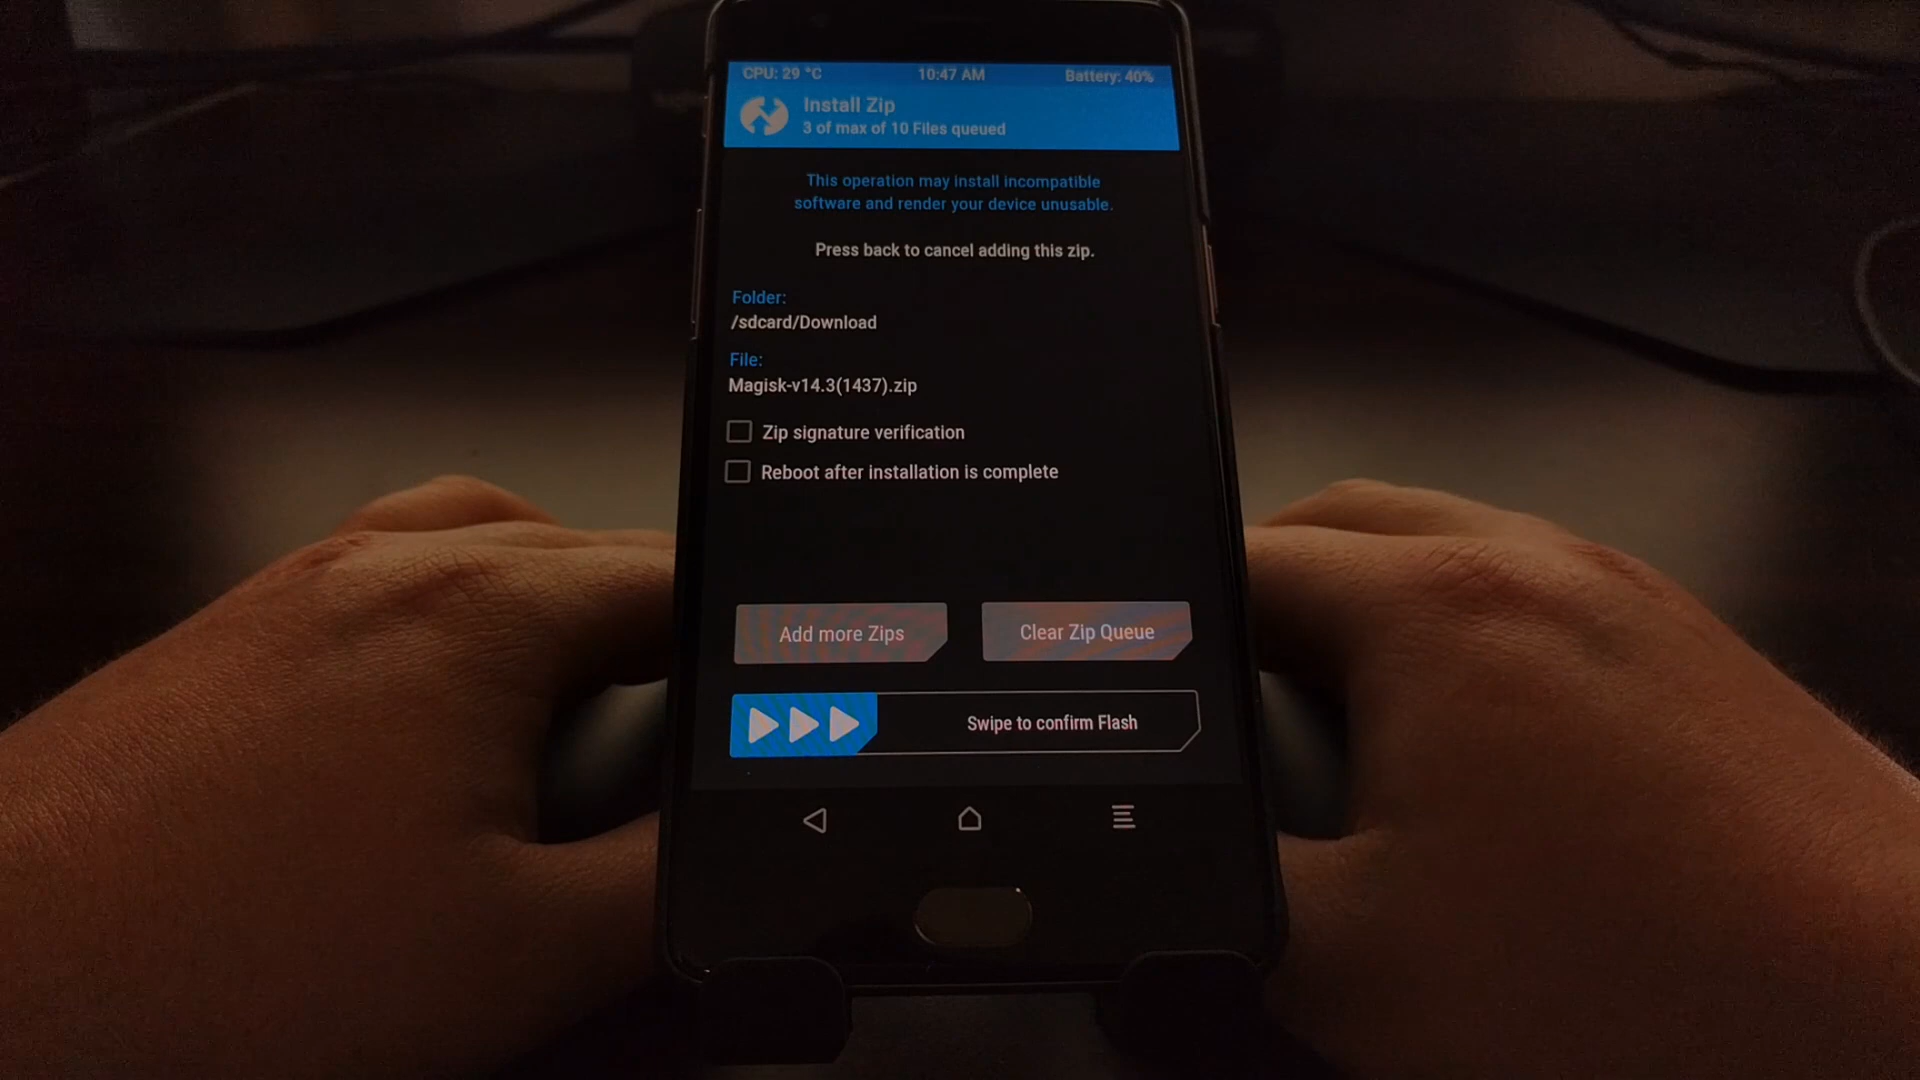 CPU: 29 °C 10:47 AM Battery: 40%
Install Zip
3 of max of 10 Files queued
This operation may install incompatible
software and render your device unusable.
Press back to cancel adding this zip.
Folder:
/sdcard/Download
File:
Magisk-v14.3(1437).zip
Zip signature verification
Reboot after installation is complete
Add more Zips Clear Zip Queue
Swipe to confirm Flash